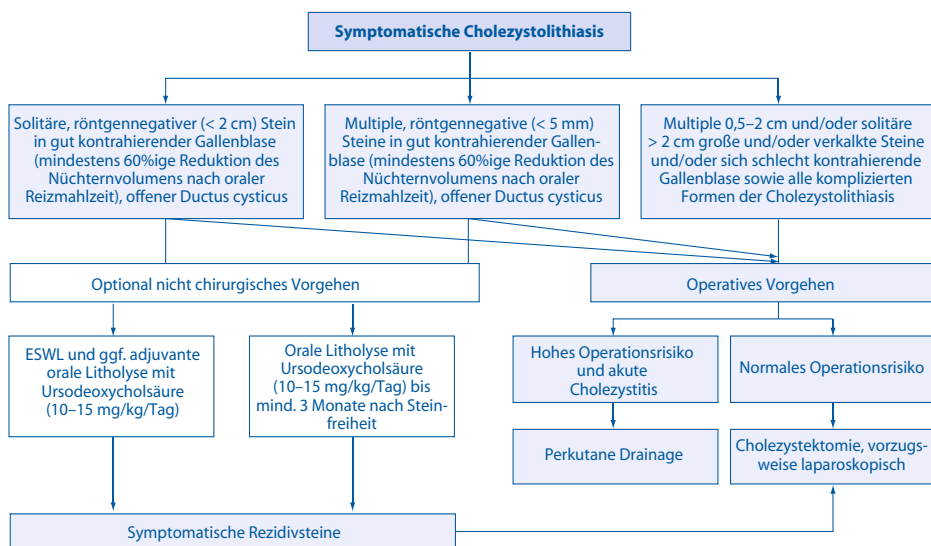 Symptomatische Cholezystolithiasis
Solitäre, röntgennegativer (< 2 cm) Stein
in gut kontrahierender Gallenblase
(mindestens 60%ige Reduktion des
Nüchternvolumens nach oraler
Reizmahlzeit), offener Ductus cysticus
Multiple, röntgennegative (< 5 mm)
Steine in gut kontrahierender Gallen-
blase (mindestens 60%ige Reduktion des
Nüchternvolumens nach oraler
Reizmahlzeit), offener Ductus cysticus
Multiple 0,5–2 cm und/oder solitäre
> 2 cm große und/oder verkalkte Steine
und/oder sich schlecht kontrahierende
Gallenblase sowie alle komplizierten
Formen der Cholezystolithiasis
Optional nicht chirurgisches Vorgehen
Operatives Vorgehen
ESWL und ggf. adjuvante
orale Litholyse mit
Ursodeoxycholsäure
(10–15 mg/kg/Tag)
Orale Litholyse mit
Ursodeoxycholsäure
(10–15 mg/kg/Tag) bis
mind. 3 Monate nach Stein-
freiheit
Hohes Operationsrisiko
und akute
Cholezystitis
Normales Operationsrisiko
Perkutane Drainage
Cholezystektomie, vorzugs-
weise laparoskopisch
Symptomatische Rezidivsteine